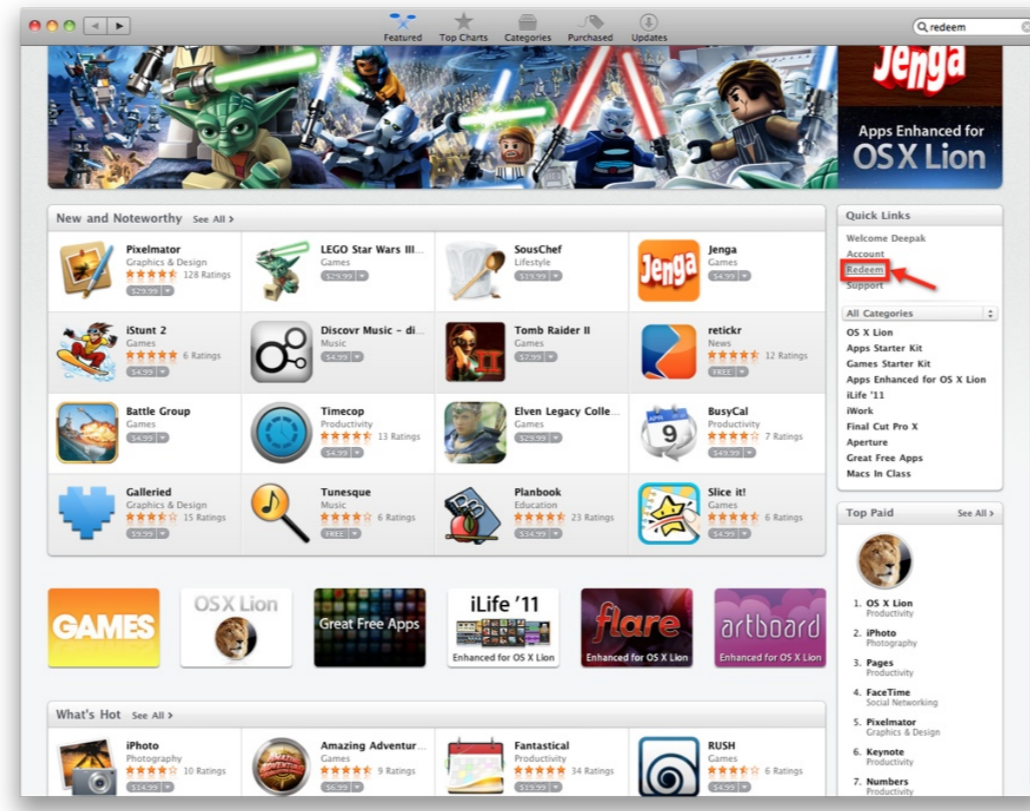 Featured Top Charts Categories Purchased Updates
redeem
Jenga
Apps Enhanced for
OS X Lion
New and Noteworthy See All >
Pixelmator
Graphics & Design
128 Ratings
$29.99
LEGO Star Wars III...
Games
$29.99
SousChef
Lifestyle
$19.99
Jenga
Jenga
Games
$4.99
iStunt 2
Games
6 Ratings
$4.99
Discovr Music – di...
Music
$4.99
II
Tomb Raider II
Games
$7.99
retickr
News
12 Ratings
FREE
Battle Group
Games
$4.99
Timecop
Productivity
13 Ratings
$4.99
Elven Legacy Colle...
Games
$29.99
9
BusyCal
Productivity
7 Ratings
$49.99
Galleried
Graphics & Design
15 Ratings
$9.99
Tunesque
Music
6 Ratings
FREE
Planbook
Education
23 Ratings
$34.99
Slice it!
Games
6 Ratings
$4.99
GAMES
OS X Lion
Great Free Apps
iLife '11
Enhanced for OS X Lion
flare
Enhanced for OS X Lion
artboard
Enhanced for OS X Lion
What's Hot See All >
iPhoto
Photography
10 Ratings
$14.99
Amazing Adventur...
Games
9 Ratings
$6.99
Fantastical
Productivity
34 Ratings
$19.99
RUSH
Games
6 Ratings
$4.99
Quick Links
Welcome Deepak
Account
Redeem
Support
All Categories
OS X Lion
Apps Starter Kit
Games Starter Kit
Apps Enhanced for OS X Lion
iLife '11
iWork
Final Cut Pro X
Aperture
Great Free Apps
Macs In Class
Top Paid See All >
1. OS X Lion
Productivity
2. iPhoto
Photography
3. Pages
Productivity
4. FaceTime
Social Networking
5. Pixelmator
Graphics & Design
6. Keynote
Productivity
7. Numbers
Productivity